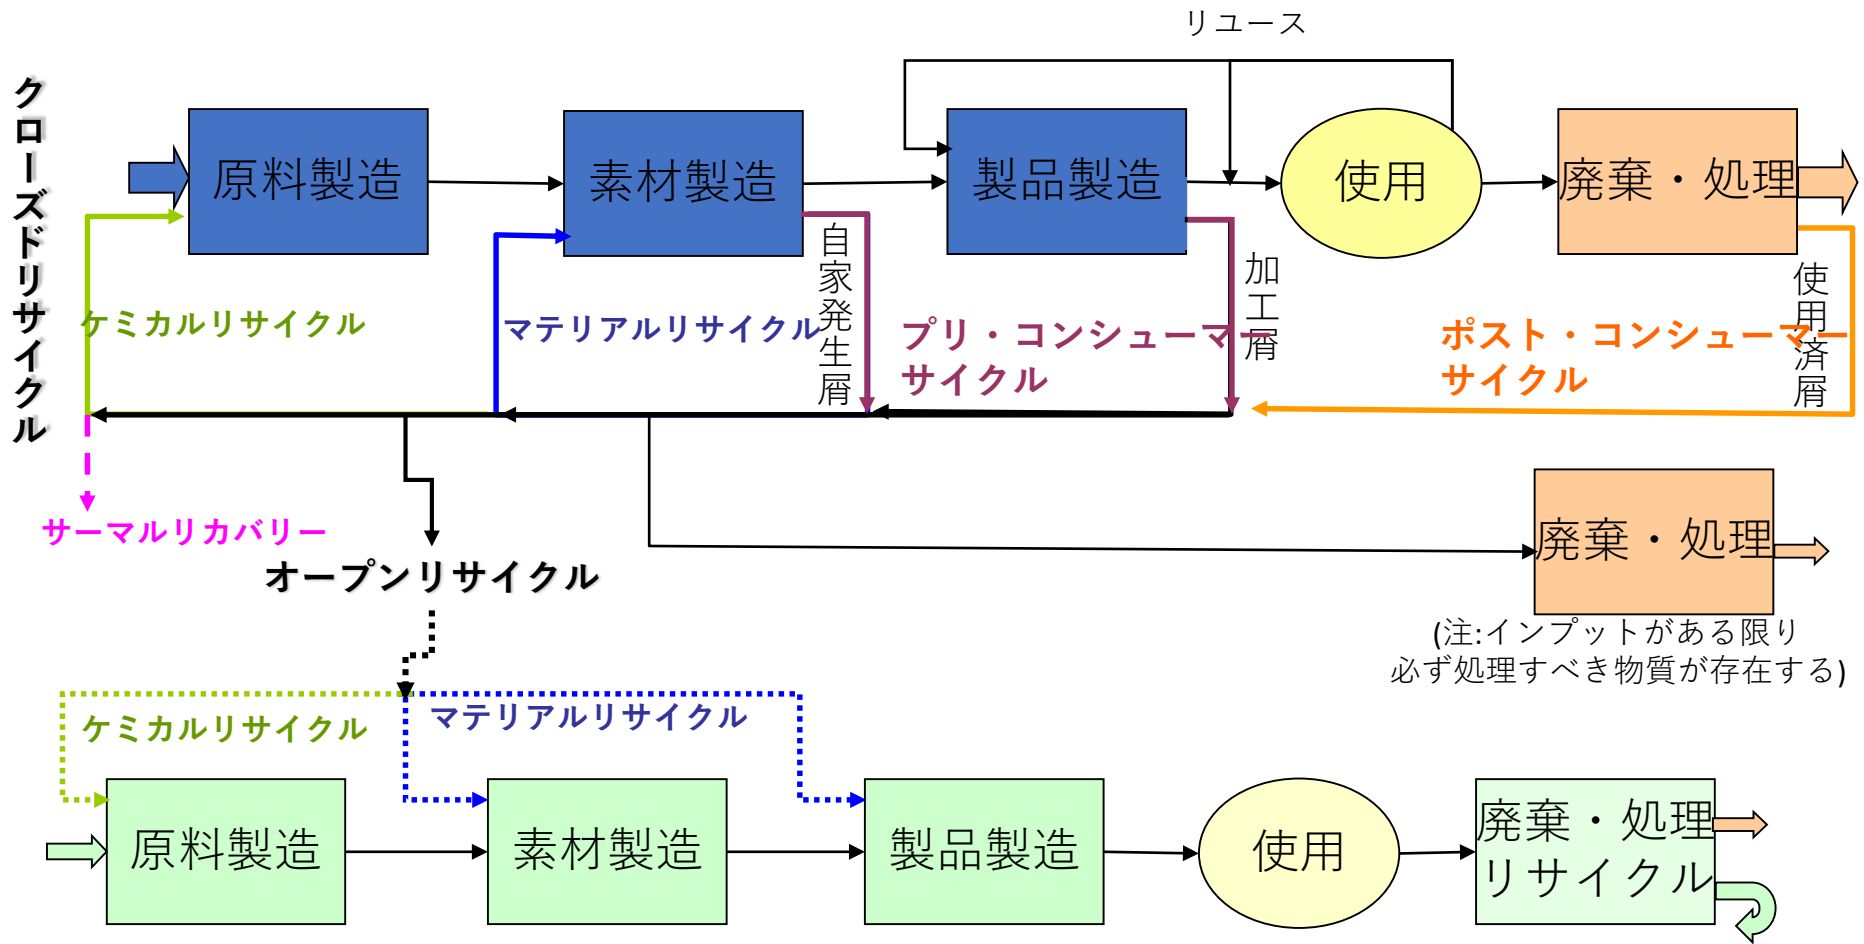 リユース
クローズドリサイクル
原料製造
素材製造
製品製造
使用
廃棄・処理
自家発生屑
加工屑
使用済屑
ケミカルリサイクル
マテリアルリサイクル
プリ・コンシューマー
サイクル
ポスト・コンシューマー
サイクル
サーマルリカバリー
オープンリサイクル
廃棄・処理
(注:インプットがある限り
必ず処理すべき物質が存在する)
ケミカルリサイクル
マテリアルリサイクル
原料製造
素材製造
製品製造
使用
廃棄・処理
リサイクル